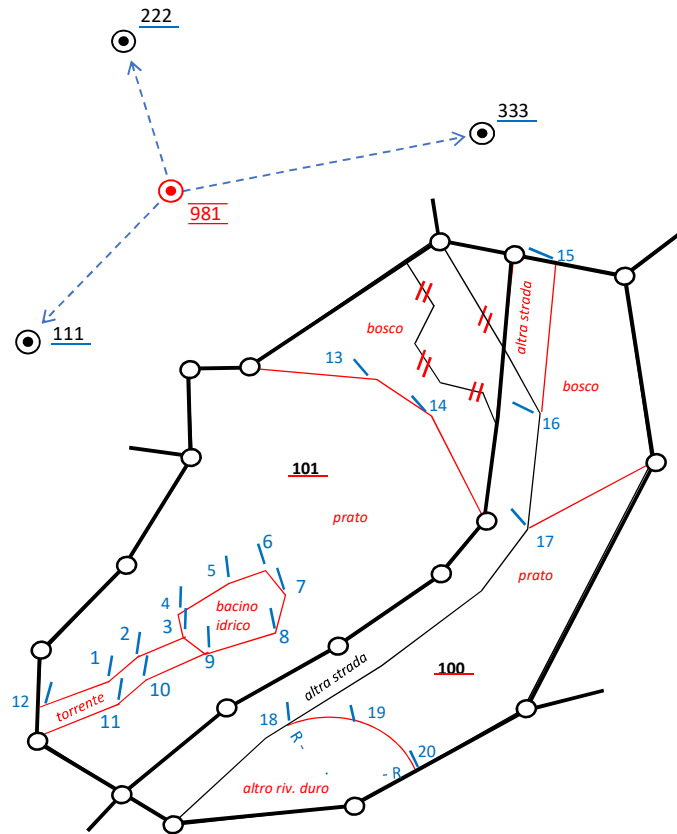 222
333
981
111
15
altra strada
bosco
13
bosco
14
16
101
prato
17
6
5
prato
7
4
bacino
idrico
3
8
2
1
9
altra strada
100
10
12
torrente
11
18
19
R -
20
- R
altro riv. duro